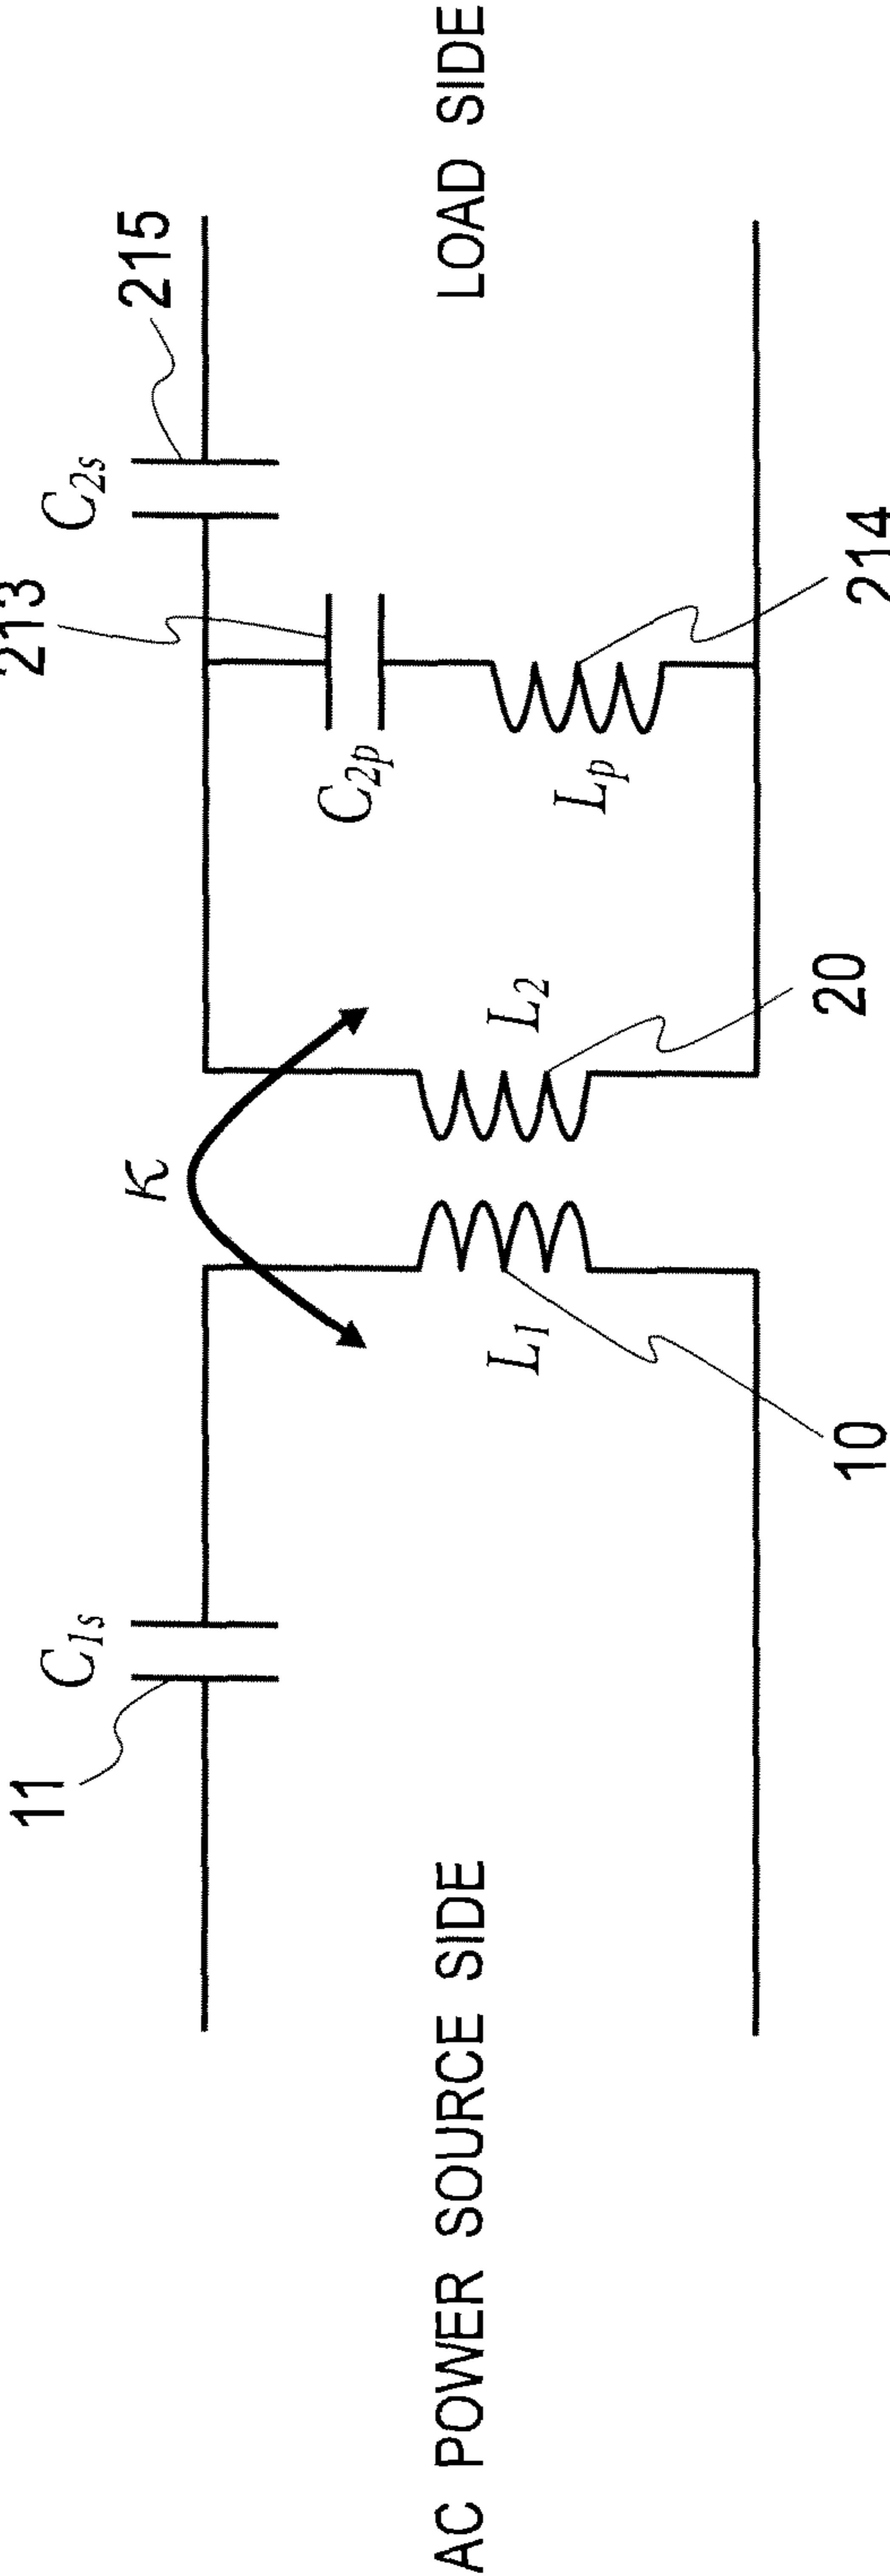 11
C1s
213
C2s
215
κ
C2p
AC POWER SOURCE SIDE
L1
L2
Lp
LOAD SIDE
10
20
214